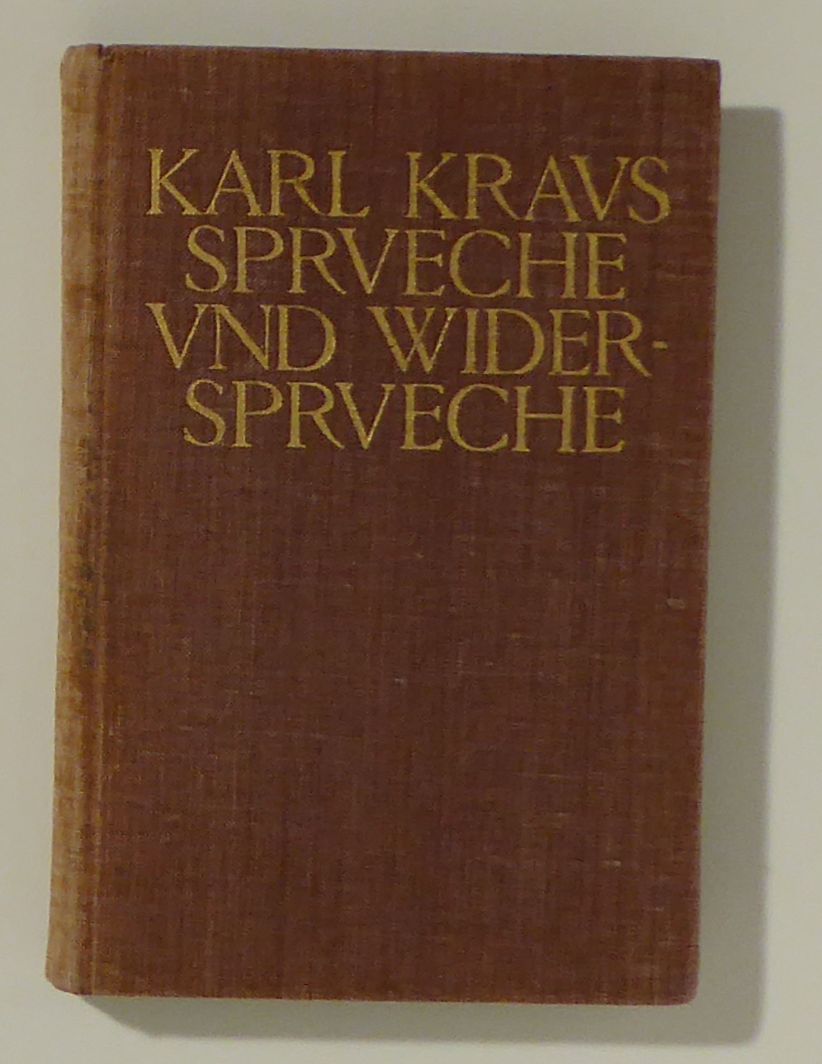 KARL KRAVS
SPRVECHE
VND WIDER-
SPRVECHE